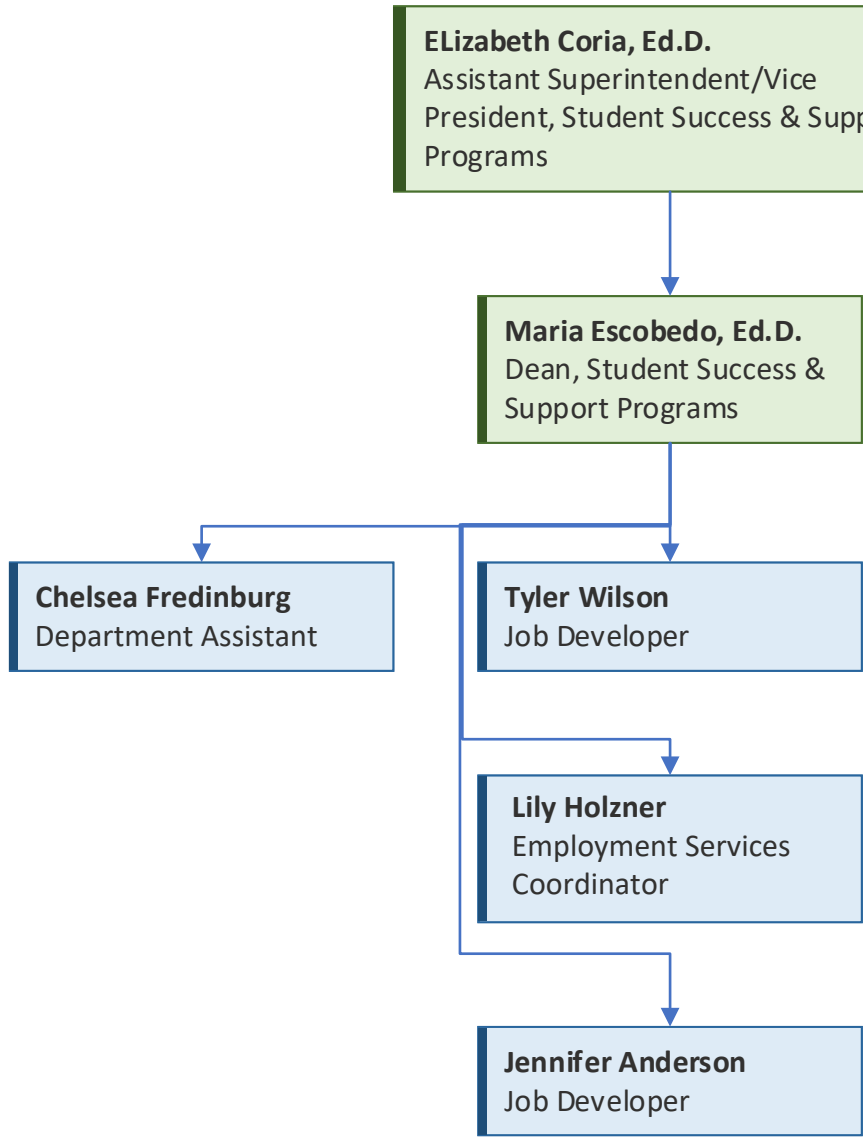 ELizabeth Coria, Ed.D.
Assistant Superintendent/Vice
President, Student Success &
Programs
Maria Escobedo, Ed.D.
Dean, Student Success &
Support Programs
Chelsea Fredinburg
Department Assistant
Tyler Wilson
Job Developer
Lily Holzner
Employment Services
Coordinator
Jennifer Anderson
Job Developer